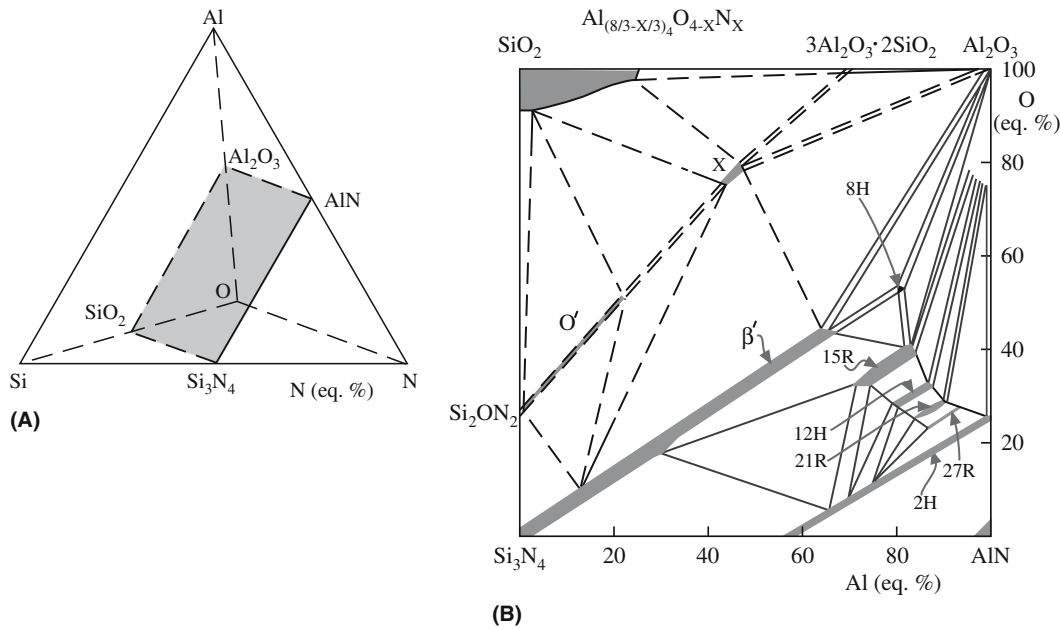 Al
Al₂O₃
AlN
O
SiO₂
Si
Si₃N₄
N (eq. %)
N
(A)
Al(8/3-X/3)₄O4-XNX
SiO₂
3Al₂O₃·2SiO₂
Al₂O₃
100
O
(eq. %)
X
80
8H
60
O′
β′
40
15R
Si₂ON₂
12H
21R
27R
20
2H
Si₃N₄
20
40
60
80
AlN
Al (eq. %)
(B)